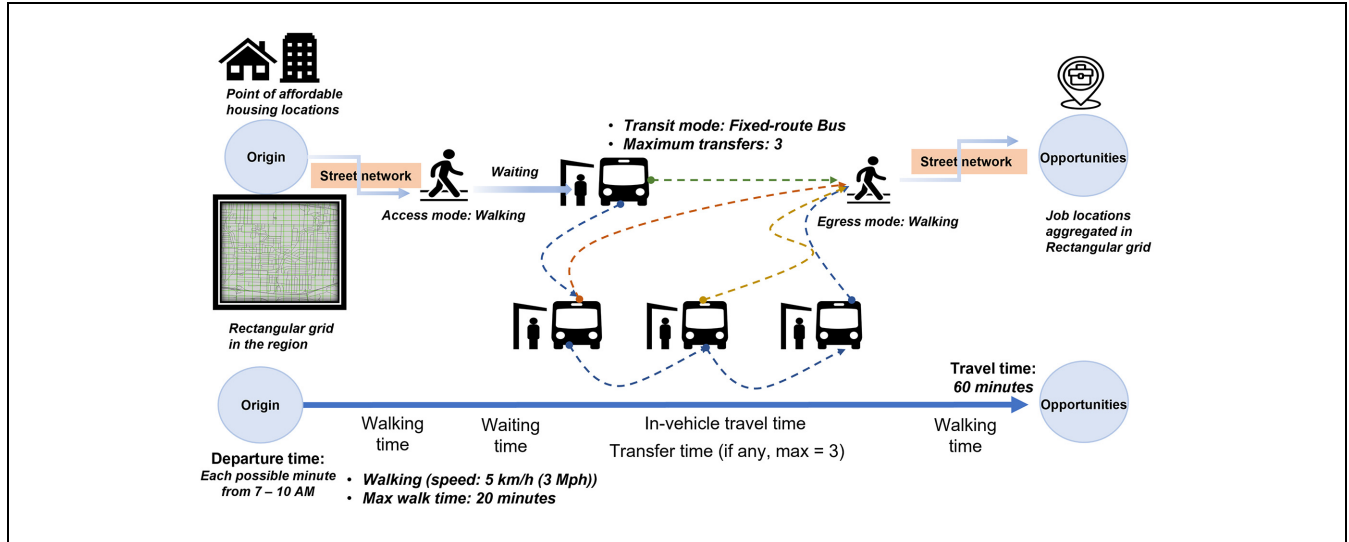 Point of affordable
housing locations
Origin
Street network
Access mode: Walking
Waiting
• Transit mode: Fixed-route Bus
• Maximum transfers: 3
Egress mode: Walking
Street network
Opportunities
Job locations
aggregated in
Rectangular grid
Rectangular grid
in the region
Travel time:
60 minutes
Origin
Opportunities
Walking
time
Waiting
time
In-vehicle travel time
Transfer time (if any, max = 3)
Walking
time
Departure time:
Each possible minute
from 7 – 10 AM
• Walking (speed: 5 km/h (3 Mph))
• Max walk time: 20 minutes